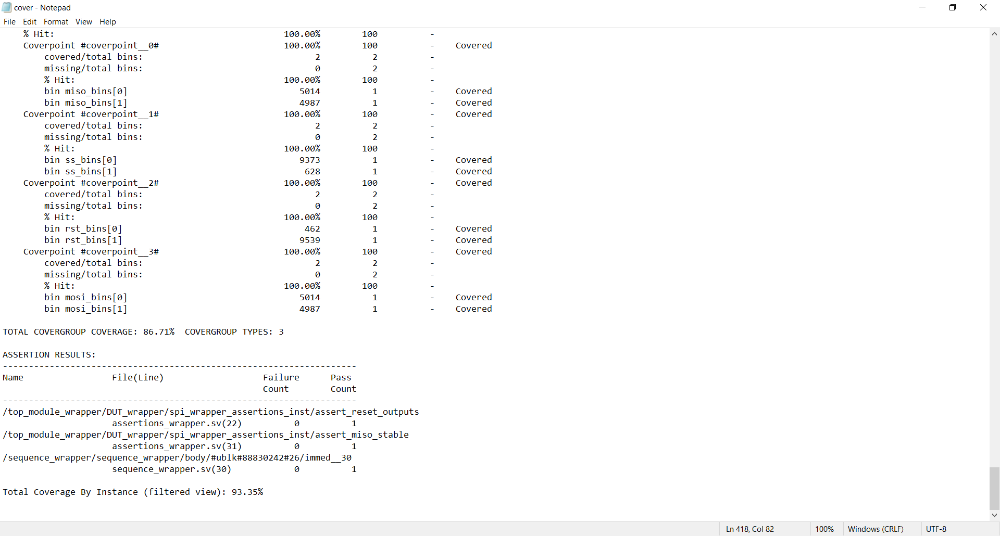 cover - Notepad
File Edit Format View Help
% Hit: 100.00% 100 -
Coverpoint #coverpoint__0# 100.00% 100 - Covered
covered/total bins: 2 2 -
missing/total bins: 0 2 -
% Hit: 100.00% 100 -
bin miso_bins[0] 5014 1 - Covered
bin miso_bins[1] 4987 1 - Covered
Coverpoint #coverpoint__1# 100.00% 100 - Covered
covered/total bins: 2 2 -
missing/total bins: 0 2 -
% Hit: 100.00% 100 -
bin ss_bins[0] 9373 1 - Covered
bin ss_bins[1] 628 1 - Covered
Coverpoint #coverpoint__2# 100.00% 100 - Covered
covered/total bins: 2 2 -
missing/total bins: 0 2 -
% Hit: 100.00% 100 -
bin rst_bins[0] 462 1 - Covered
bin rst_bins[1] 9539 1 - Covered
Coverpoint #coverpoint__3# 100.00% 100 - Covered
covered/total bins: 2 2 -
missing/total bins: 0 2 -
% Hit: 100.00% 100 -
bin mosi_bins[0] 5014 1 - Covered
bin mosi_bins[1] 4987 1 - Covered
TOTAL COVERGROUP COVERAGE: 86.71% COVERGROUP TYPES: 3
ASSERTION RESULTS:
--------------------------------------------------------------------
Name File(Line) Failure Pass
Count Count
--------------------------------------------------------------------
/top_module_wrapper/DUT_wrapper/spi_wrapper_assertions_inst/assert_reset_outputs
assertions_wrapper.sv(22) 0 1
/top_module_wrapper/DUT_wrapper/spi_wrapper_assertions_inst/assert_miso_stable
assertions_wrapper.sv(31) 0 1
/sequence_wrapper/sequence_wrapper/body/#ublk#88830242#26/immed__30
sequence_wrapper.sv(30) 0 1
Total Coverage By Instance (filtered view): 93.35%
Ln 418, Col 82 100% Windows (CRLF) UTF-8